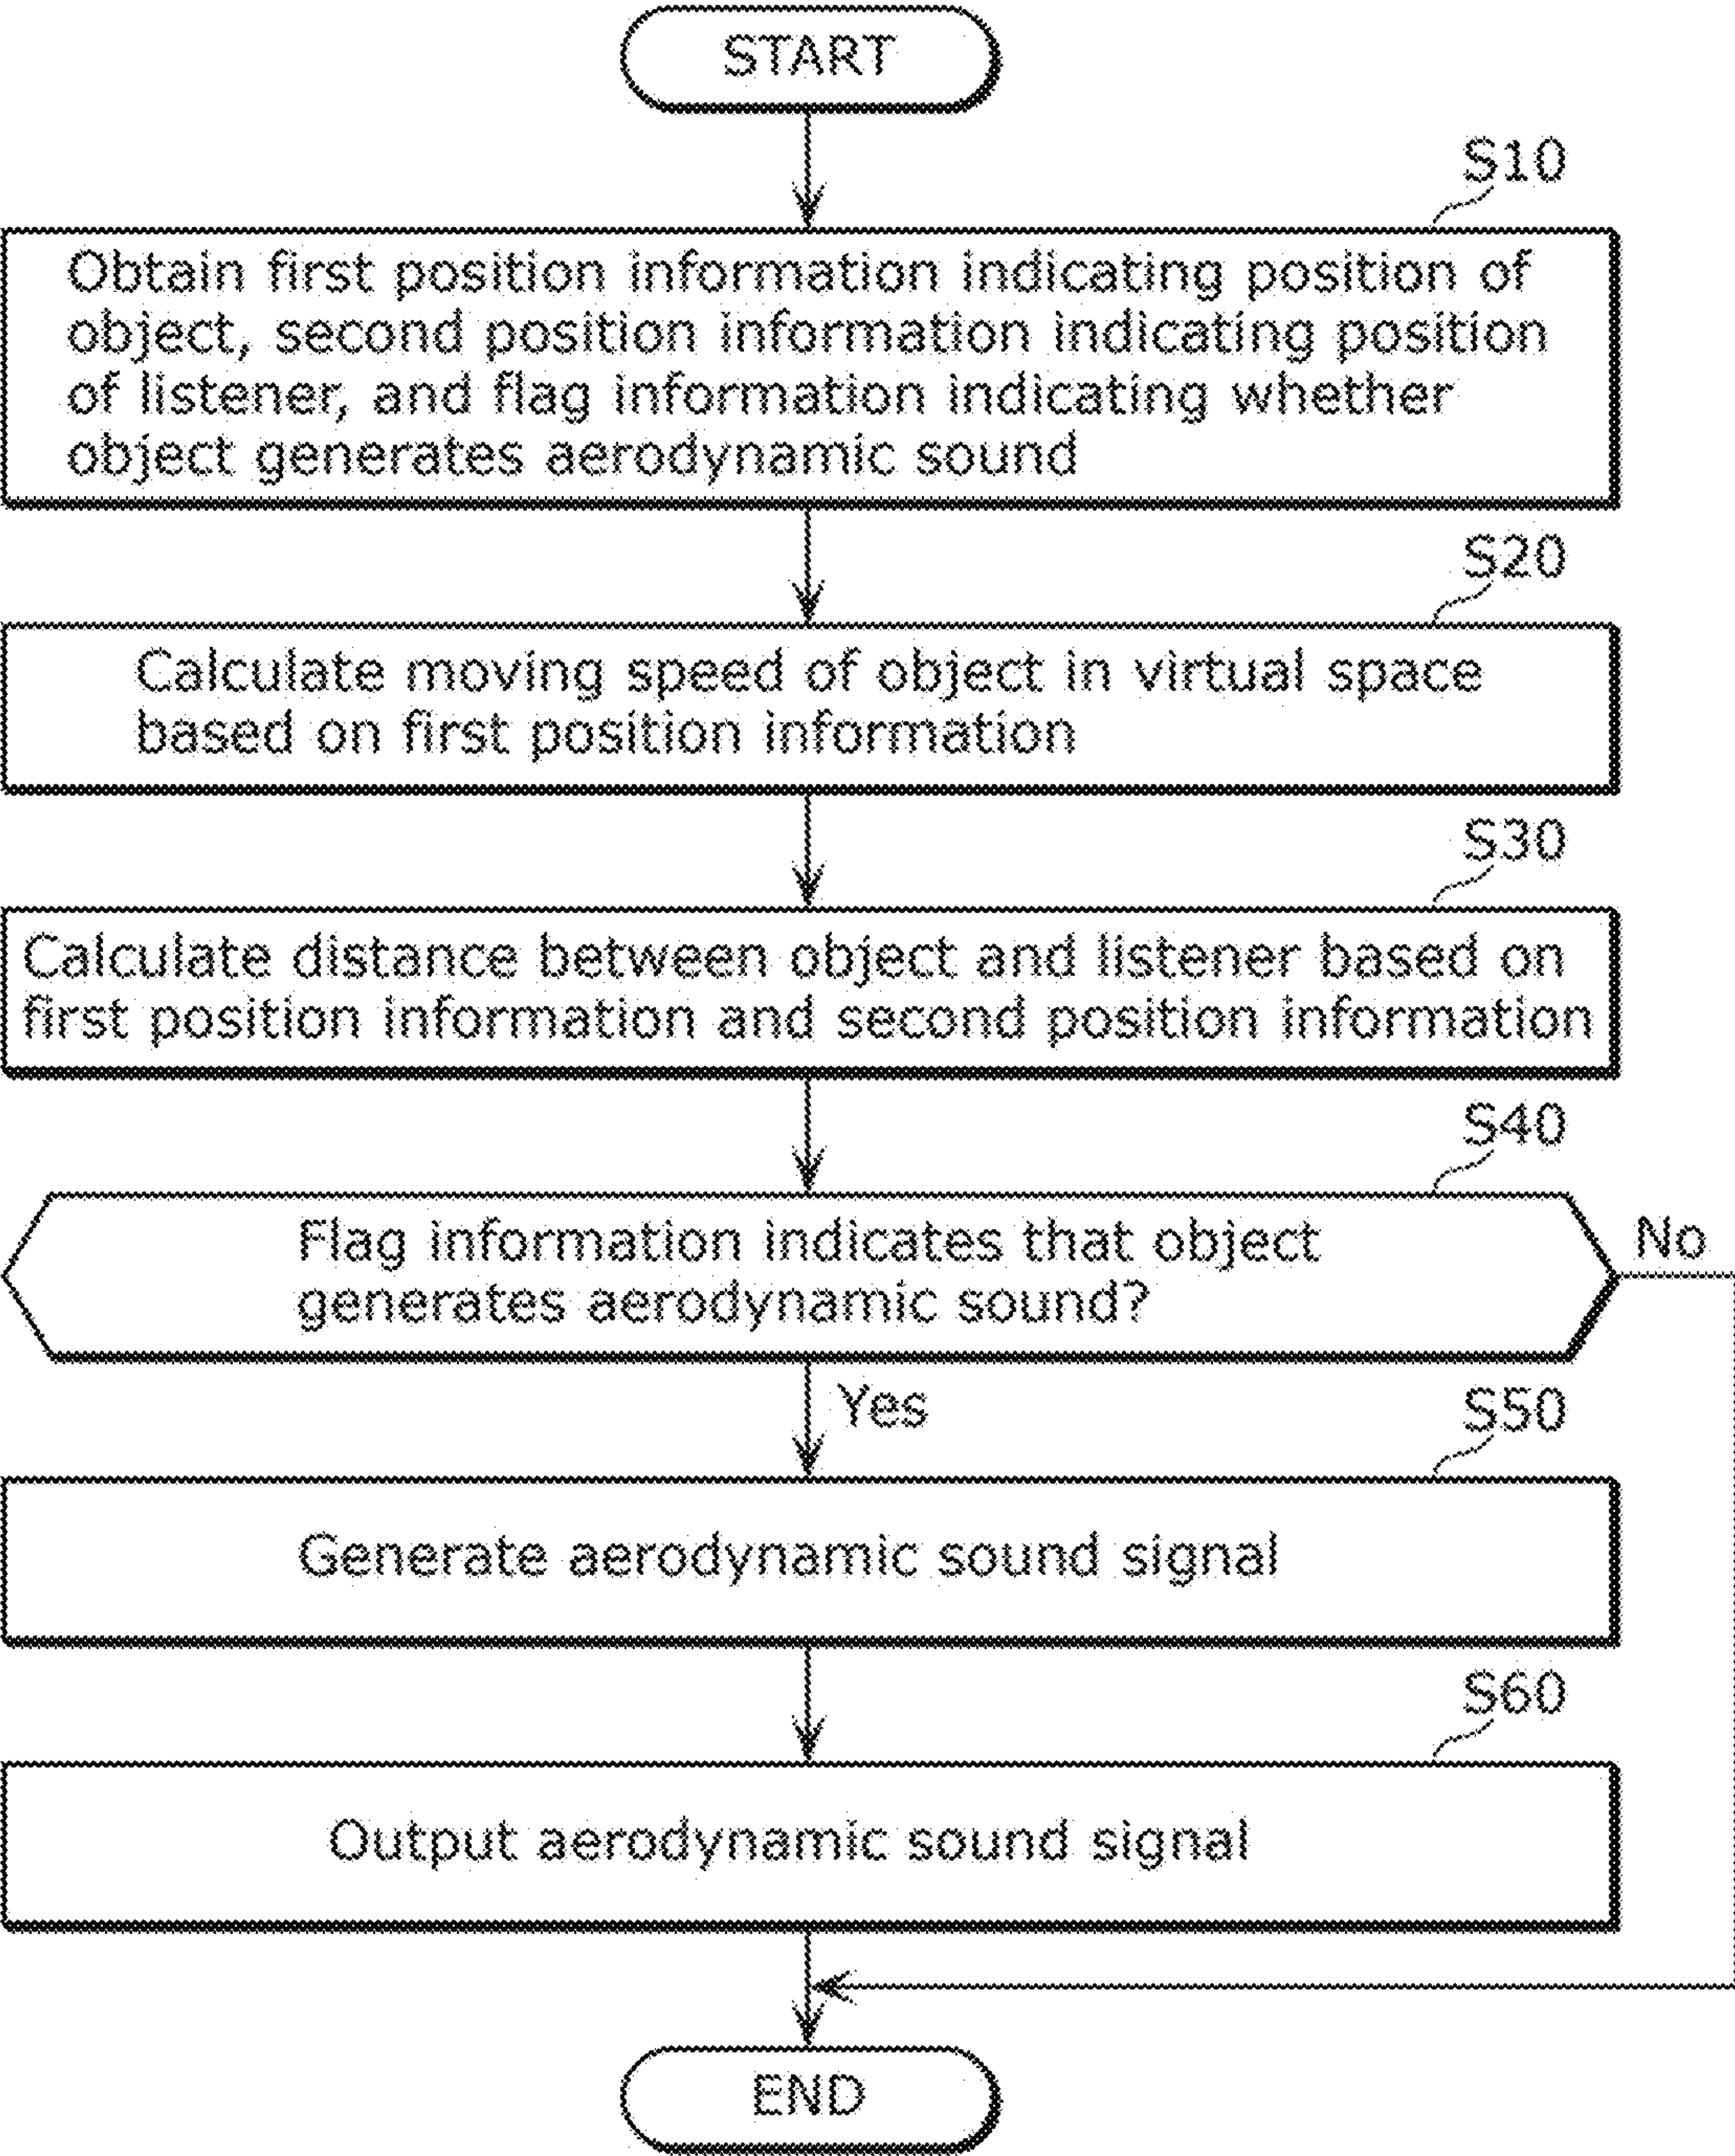 START
S10
Obtain first position information indicating position of
object, second position information indicating position
of listener, and flag information indicating whether
object generates aerodynamic sound
S20
Calculate moving speed of object in virtual space
based on first position information
S30
Calculate distance between object and listener based on
first position information and second position information
S40
Flag information indicates that object
generates aerodynamic sound?
No
Yes
S50
Generate aerodynamic sound signal
S60
Output aerodynamic sound signal
END